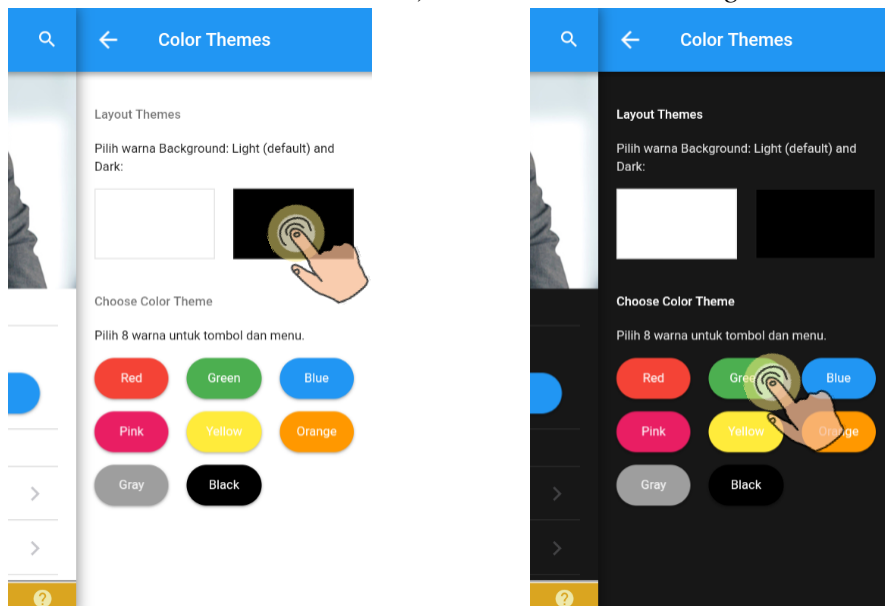 Color Themes
Layout Themes
Pilih warna Background: Light (default) and
Dark:
Choose Color Theme
Pilih 8 warna untuk tombol dan menu.
Red Green Blue
Pink Yellow Orange
Gray Black
?
Color Themes
Layout Themes
Pilih warna Background: Light (default) and
Dark:
Choose Color Theme
Pilih 8 warna untuk tombol dan menu.
Red Green Blue
Pink Yellow Orange
Gray Black
?